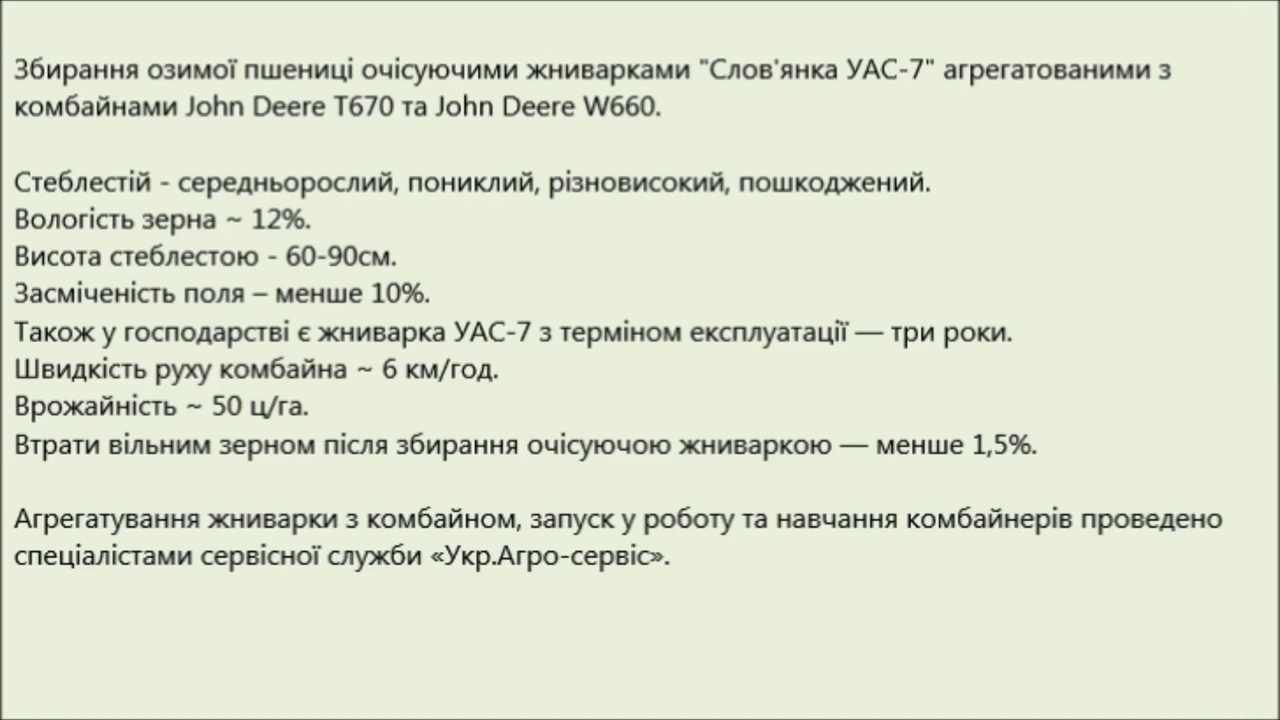 Збирання озимої пшениці очісуючими жниварками "Слов'янка УАС-7" агрегатованими з
комбайнами John Deere T670 та John Deere W660.
Стеблестій - середньорослий, пониклий, різновисокий, пошкоджений.
Вологість зерна ~ 12%.
Висота стеблестою - 60-90см.
Засміченість поля – менше 10%.
Також у господарстві є жниварка УАС-7 з терміном експлуатації — три роки.
Швидкість руху комбайна ~ 6 км/год.
Врожайність ~ 50 ц/га.
Втрати вільним зерном після збирання очісуючою жниваркою — менше 1,5%.
Агрегатування жниварки з комбайном, запуск у роботу та навчання комбайнерів проведено
спеціалістами сервісної служби «Укр.Агро-сервіс».